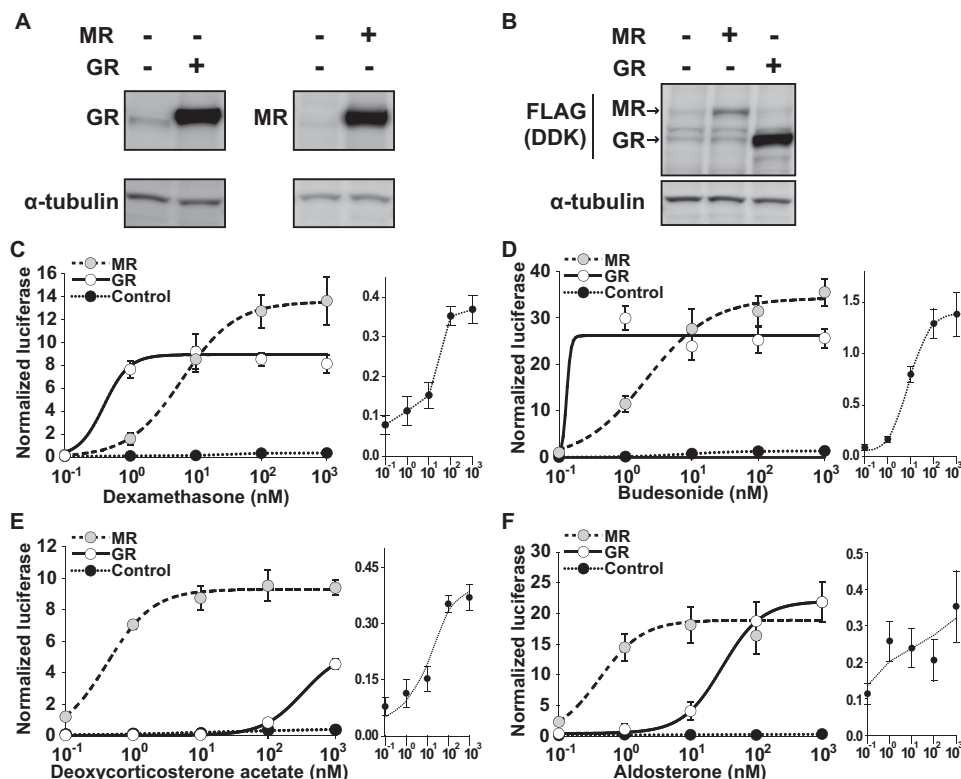 A
MR - - - +
GR - + - -
GR
MR
α-tubulin
B
MR - + -
GR - - +
FLAG
(DDK)
MR→
GR→
α-tubulin
C
Normalized luciferase
16
14
12
10
8
6
4
2
0
MR
GR
Control
10⁻¹ 10⁰ 10¹ 10² 10³
Dexamethasone (nM)
0.4
0.3
0.2
0.1
0.0
10⁻¹ 10⁰ 10¹ 10² 10³
D
Normalized luciferase
40
30
20
10
0
MR
GR
Control
10⁻¹ 10⁰ 10¹ 10² 10³
Budesonide (nM)
1.5
1.0
0.5
0.0
10⁻¹ 10⁰ 10¹ 10² 10³
E
Normalized luciferase
12
10
8
6
4
2
0
MR
GR
Control
10⁻¹ 10⁰ 10¹ 10² 10³
Deoxycorticosterone acetate (nM)
0.45
0.30
0.15
0.00
10⁻¹ 10⁰ 10¹ 10² 10³
F
Normalized luciferase
30
25
20
15
10
5
0
MR
GR
Control
10⁻¹ 10⁰ 10¹ 10² 10³
Aldosterone (nM)
0.5
0.4
0.3
0.2
0.1
0.0
10⁻¹ 10⁰ 10¹ 10² 10³